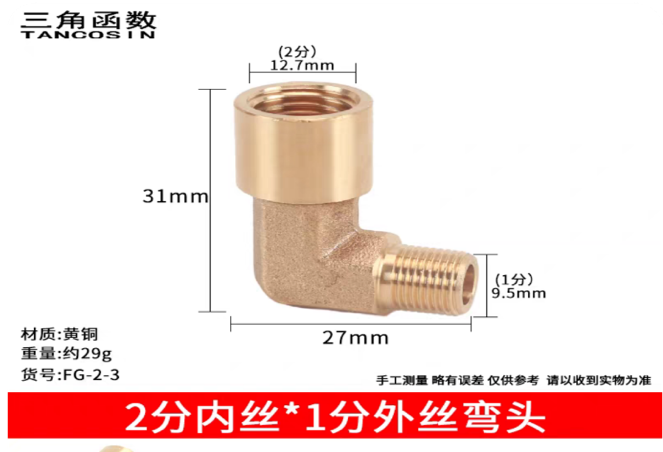 三角函数
TANCOSIN
(2分)
12.7mm
31mm
(1分)
9.5mm
27mm
材质:黄铜
重量:约29g
货号:FG-2-3
手工测量 略有误差 仅供参考 请以收到实物为准
2分内丝*1分外丝弯头